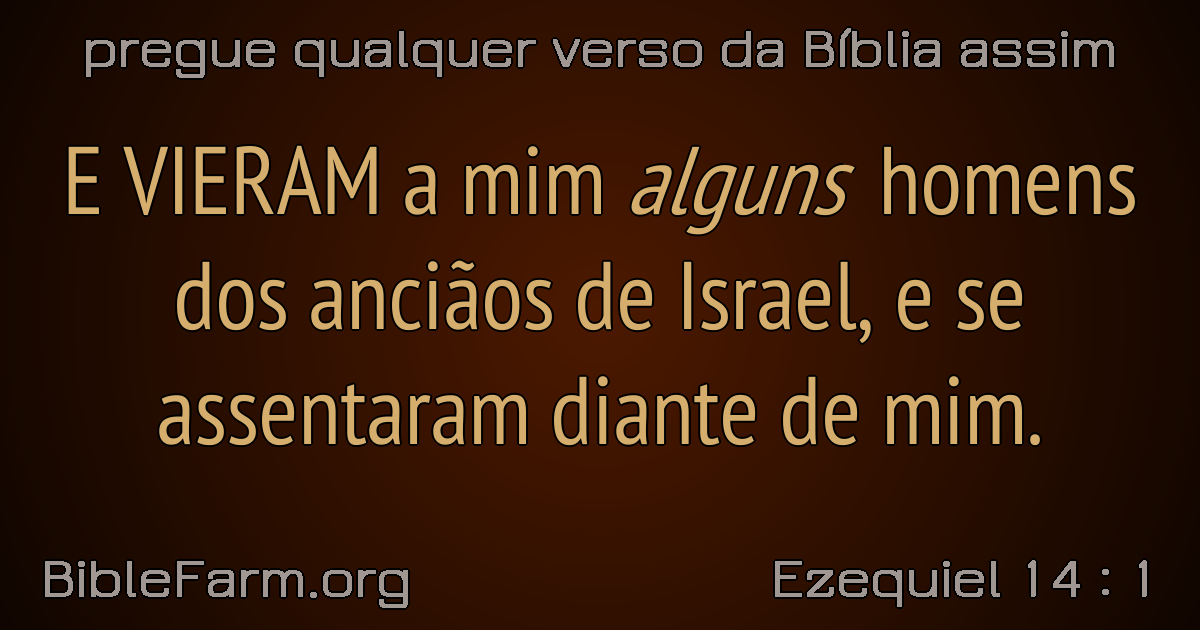 pregue qualquer verso da Bíblia assim
E VIERAM a mim alguns homens
dos anciãos de Israel, e se
assentaram diante de mim.
BibleFarm.org
Ezequiel 14 : 1